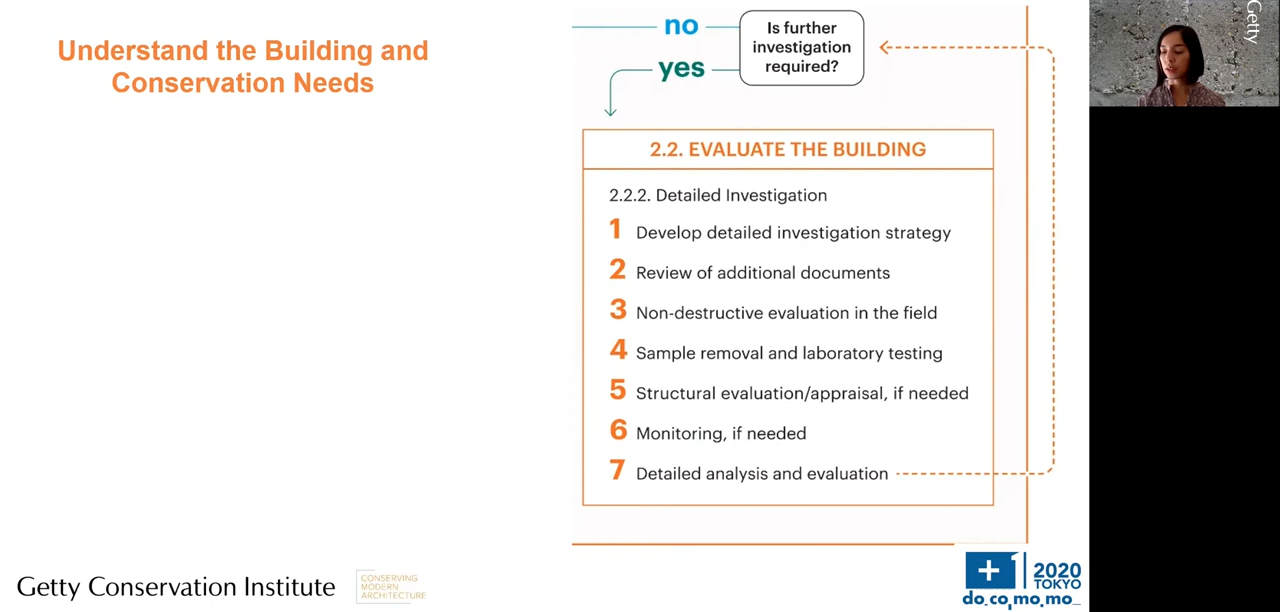 Understand the Building and
Conservation Needs
no
yes
Is further
investigation
required?
2.2. EVALUATE THE BUILDING
2.2.2. Detailed Investigation
1 Develop detailed investigation strategy
2 Review of additional documents
3 Non-destructive evaluation in the field
4 Sample removal and laboratory testing
5 Structural evaluation/appraisal, if needed
6 Monitoring, if needed
7 Detailed analysis and evaluation
Getty Conservation Institute
CONSERVING
MODERN
ARCHITECTURE
+1 2020
TOKYO
do_co,mo,mo_
Getty